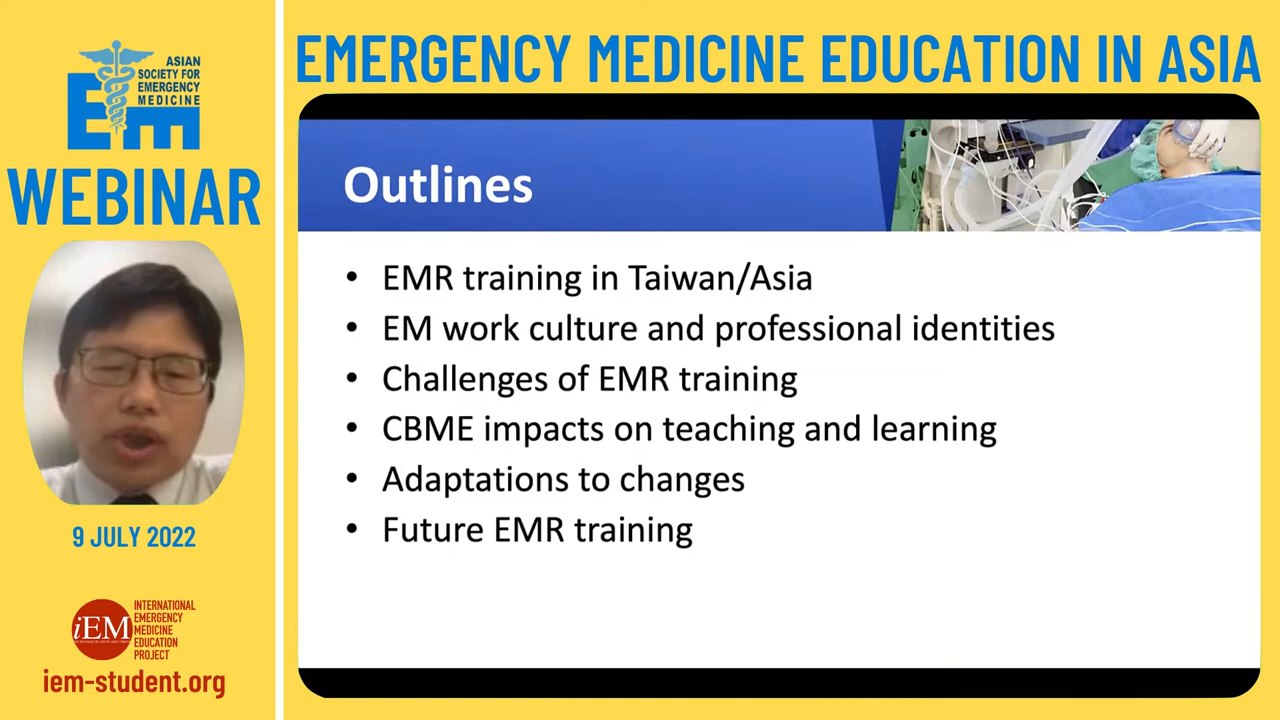 EMERGENCY MEDICINE EDUCATION IN ASIA
ASIAN
SOCIETY FOR
EMERGENCY
MEDICINE
Em
WEBINAR
Outlines
• EMR training in Taiwan/Asia
• EM work culture and professional identities
• Challenges of EMR training
• CBME impacts on teaching and learning
• Adaptations to changes
• Future EMR training
9 JULY 2022
iEM
INTERNATIONAL
EMERGENCY
MEDICINE
EDUCATION
PROJECT
iem-student.org